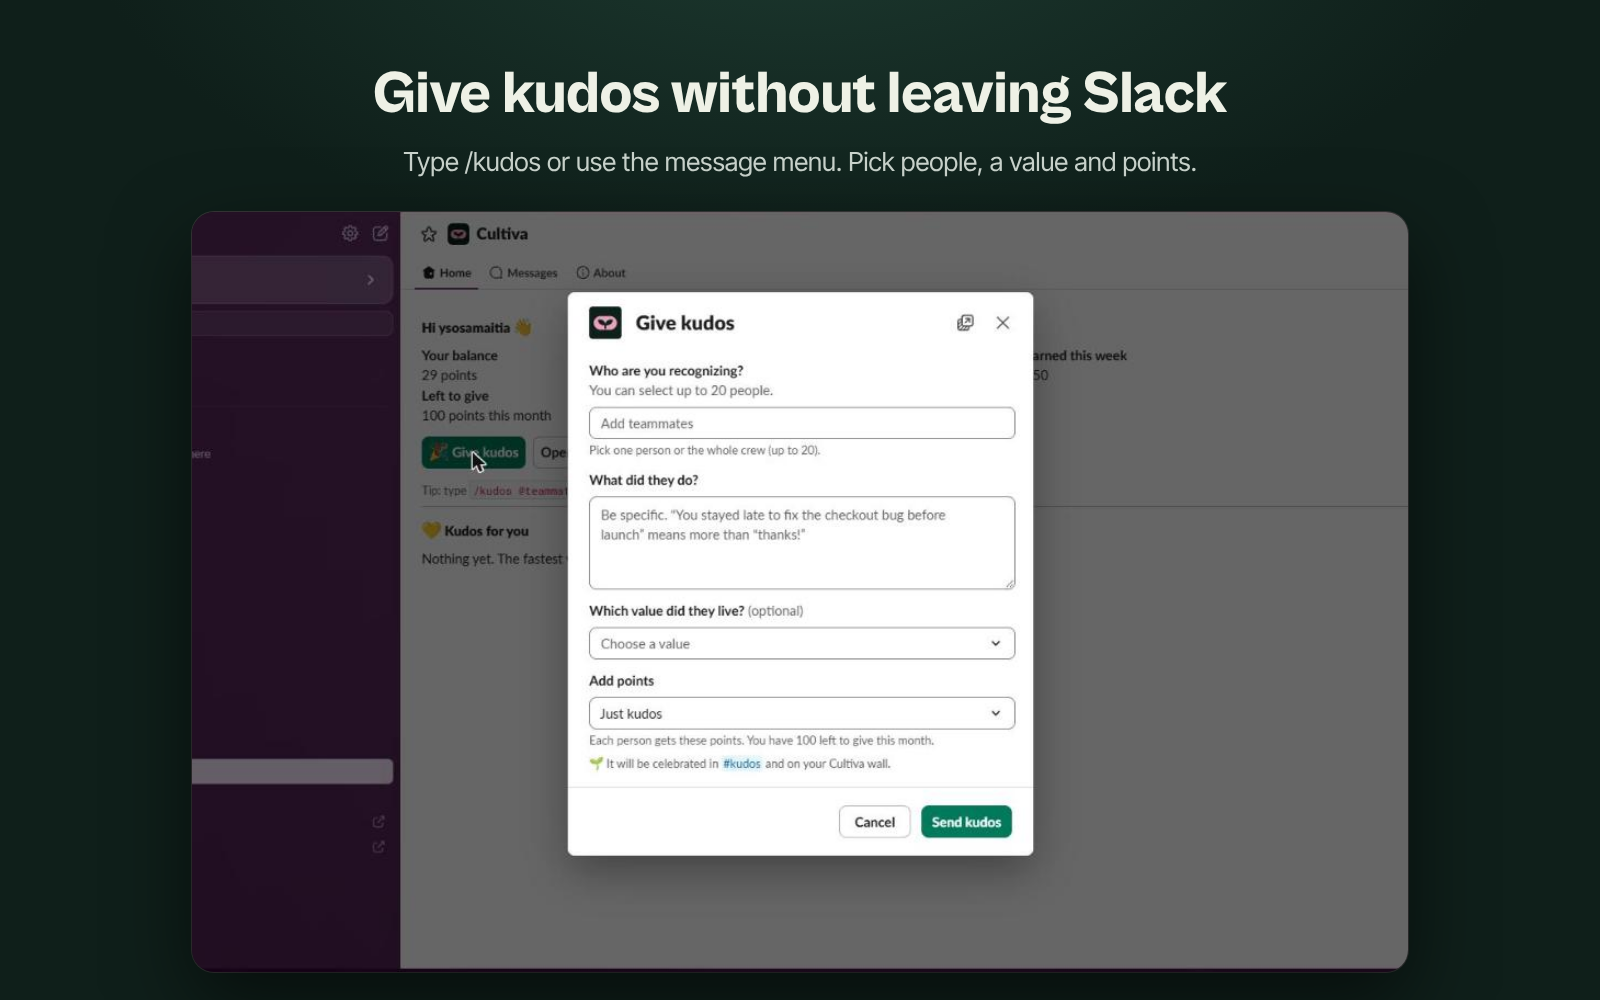 Give kudos without leaving Slack
Type /kudos or use the message menu. Pick people, a value and points.
Cultiva
Home
Messages
About
Hi ysosamaitia
Your balance
29 points
Left to give
100 points this month
Give kudos
Tip: type /kudos
Kudos for you
Nothing yet. The fastest
this week
50
Give kudos
Who are you recognizing?
You can select up to 20 people.
Add teammates
Pick one person or the whole crew (up to 20).
What did they do?
Be specific. “You stayed late to fix the checkout bug before
launch” means more than “thanks!”
Which value did they live? (optional)
Choose a value
Add points
Just kudos
Each person gets these points. You have 100 left to give this month.
It will be celebrated in #kudos and on your Cultiva wall.
Cancel
Send kudos